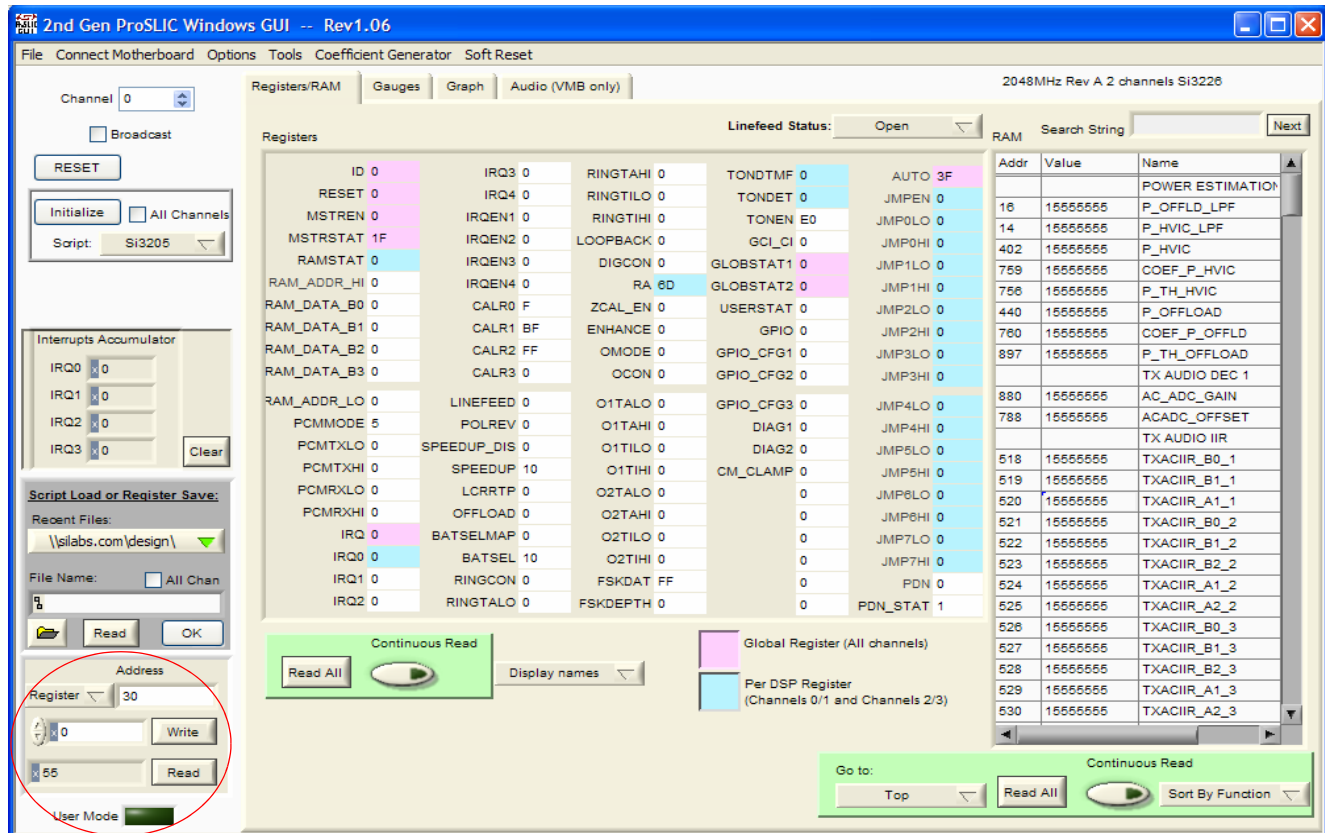 2nd Gen ProSLIC Windows GUI -- Rev1.06
File Connect Motherboard Options Tools Coefficient Generator Soft Reset
Channel 0
Broadcast
RESET
Initialize All Channels
Script: Si3205
Interrupts Accumulator
IRQ0 x 0
IRQ1 x 0
IRQ2 x 0
IRQ3 x 0
Clear
Script Load or Register Save:
Recent Files:
\\silabs.com\design\
File Name: All Chan
Read OK
Address
Register 30
x 0 Write
x 55 Read
User Mode
Registers/RAM Gauges Graph Audio (VMB only)
2048MHz Rev A 2 channels Si3226
Registers
Linefeed Status: Open
ID 0 IRQ3 0 RINGTAHI 0 TONDTMF 0 AUTO 3F
RESET 0 IRQ4 0 RINGTILO 0 TONDET 0 JMPEN 0
MSTREN 0 IRQEN1 0 RINGTIHI 0 TONEN E0 JMP0LO 0
MSTRSTAT 1F IRQEN2 0 LOOPBACK 0 GCI_CI 0 JMP0HI 0
RAMSTAT 0 IRQEN3 0 DIGCON 0 GLOBSTAT1 0 JMP1LO 0
RAM_ADDR_HI 0 IRQEN4 0 RA 6D GLOBSTAT2 0 JMP1HI 0
RAM_DATA_B0 0 CALR0 F ZCAL_EN 0 USERSTAT 0 JMP2LO 0
RAM_DATA_B1 0 CALR1 BF ENHANCE 0 GPIO 0 JMP2HI 0
RAM_DATA_B2 0 CALR2 FF OMODE 0 GPIO_CFG1 0 JMP3LO 0
RAM_DATA_B3 0 CALR3 0 OCON 0 GPIO_CFG2 0 JMP3HI 0
RAM_ADDR_LO 0 LINEFEED 0 O1TALO 0 GPIO_CFG3 0 JMP4LO 0
PCMMODE 5 POLREV 0 O1TAHI 0 DIAG1 0 JMP4HI 0
PCMTXLO 0 SPEEDUP_DIS 0 O1TILO 0 DIAG2 0 JMP5LO 0
PCMTXHI 0 SPEEDUP 10 O1TIHI 0 CM_CLAMP 0 JMP5HI 0
PCMRXLO 0 LCRRTP 0 O2TALO 0 0 JMP6LO 0
PCMRXHI 0 OFFLOAD 0 O2TAHI 0 0 JMP6HI 0
IRQ 0 BATSELMAP 0 O2TILO 0 0 JMP7LO 0
IRQ0 0 BATSEL 10 O2TIHI 0 0 JMP7HI 0
IRQ1 0 RINGCON 0 FSKDAT FF 0 PDN 0
IRQ2 0 RINGTALO 0 FSKDEPTH 0 0 PDN_STAT 1
Continuous Read
Read All
Display names
Global Register (All channels)
Per DSP Register
(Channels 0/1 and Channels 2/3)
RAM Search String Next
Addr Value Name
POWER ESTIMATION
16 15555555 P_OFFLD_LPF
14 15555555 P_HVIC_LPF
402 15555555 P_HVIC
759 15555555 COEF_P_HVIC
756 15555555 P_TH_HVIC
440 15555555 P_OFFLOAD
760 15555555 COEF_P_OFFLD
897 15555555 P_TH_OFFLOAD
TX AUDIO DEC 1
880 15555555 AC_ADC_GAIN
788 15555555 ACADC_OFFSET
TX AUDIO IIR
518 15555555 TXACIIR_B0_1
519 15555555 TXACIIR_B1_1
520 15555555 TXACIIR_A1_1
521 15555555 TXACIIR_B0_2
522 15555555 TXACIIR_B1_2
523 15555555 TXACIIR_B2_2
524 15555555 TXACIIR_A1_2
525 15555555 TXACIIR_A2_2
526 15555555 TXACIIR_B0_3
527 15555555 TXACIIR_B1_3
528 15555555 TXACIIR_B2_3
529 15555555 TXACIIR_A1_3
530 15555555 TXACIIR_A2_3
Go to: Continuous Read
Top Read All Sort By Function